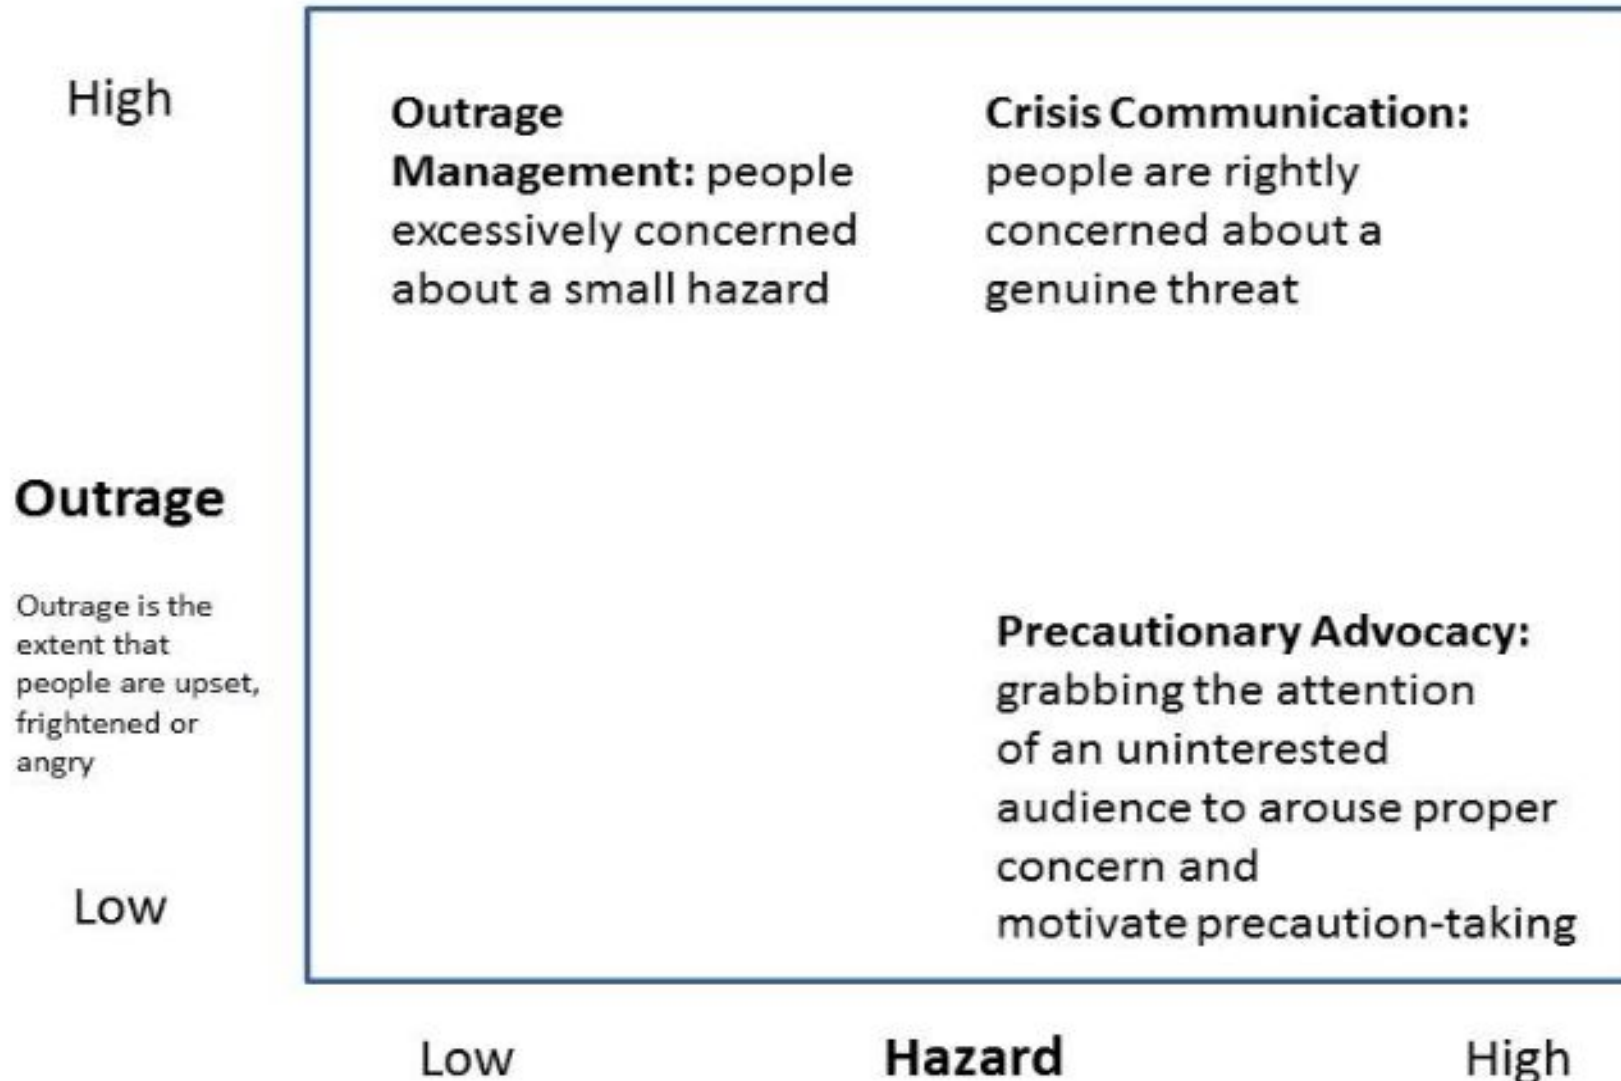 High
Outrage
Management: people
excessively concerned
about a small hazard
Crisis Communication:
people are rightly
concerned about a
genuine threat
Outrage
Outrage is the
extent that
people are upset,
frightened or
angry
Precautionary Advocacy:
grabbing the attention
of an uninterested
audience to arouse proper
concern and
motivate precaution-taking
Low
Low
Hazard
High